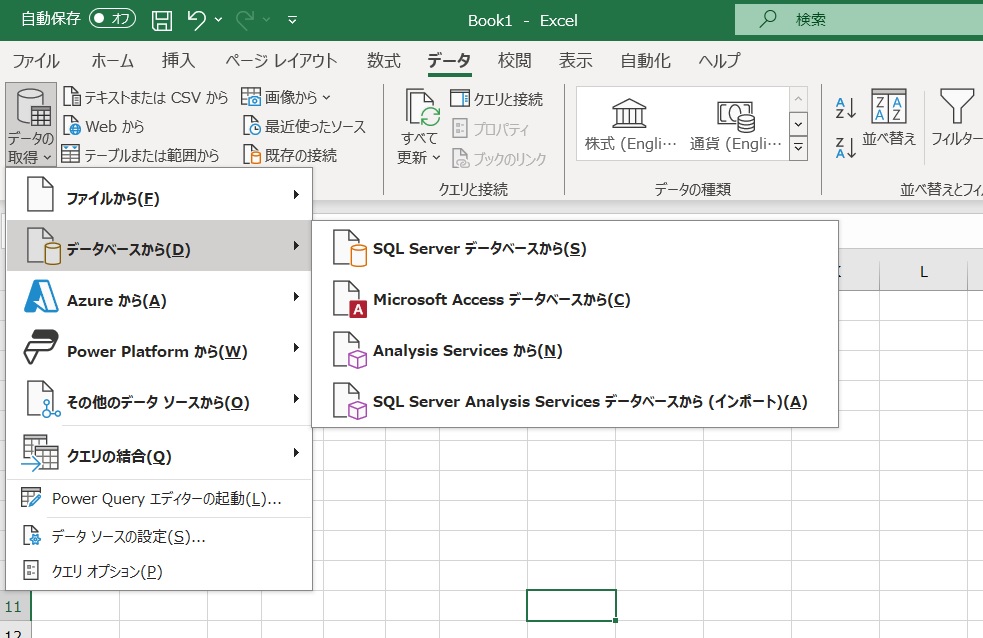 自動保存 オフ Book1 - Excel 検索
ファイル ホーム 挿入 ページ レイアウト 数式 データ 校閲 表示 自動化 ヘルプ
データの
取得
テキストまたは CSV から
Web から
テーブルまたは範囲から
画像から
最近使ったソース
既存の接続
すべて
更新
クエリと接続
プロパティ
ブックのリンク
クエリと接続
株式 (Engli… 通貨 (Engli…
データの種類
A
Z
Z
A
Z A
A Z
並べ替え
フィルター
並べ替えとフィ
ファイルから(F)
データベースから(D)
Azure から(A)
Power Platform から(W)
その他のデータ ソースから(O)
クエリの結合(Q)
Power Query エディターの起動(L)...
データ ソースの設定(S)...
クエリ オプション(P)
SQL Server データベースから(S)
A
Microsoft Access データベースから(C)
Analysis Services から(N)
SQL Server Analysis Services データベースから (インポート)(A)
L
11
12